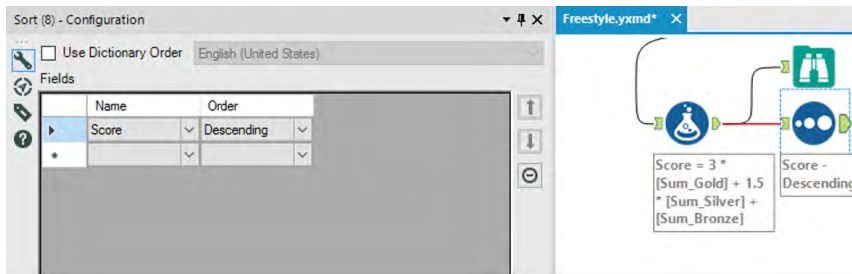 Sort (8) - Configuration
Freestyle.yxmd*
Use Dictionary Order
English (United States)
Fields
Name
Order
Score
Descending
Score = 3 *
[Sum_Gold] + 1.5
* [Sum_Silver] +
[Sum_Bronze]
Score -
Descending